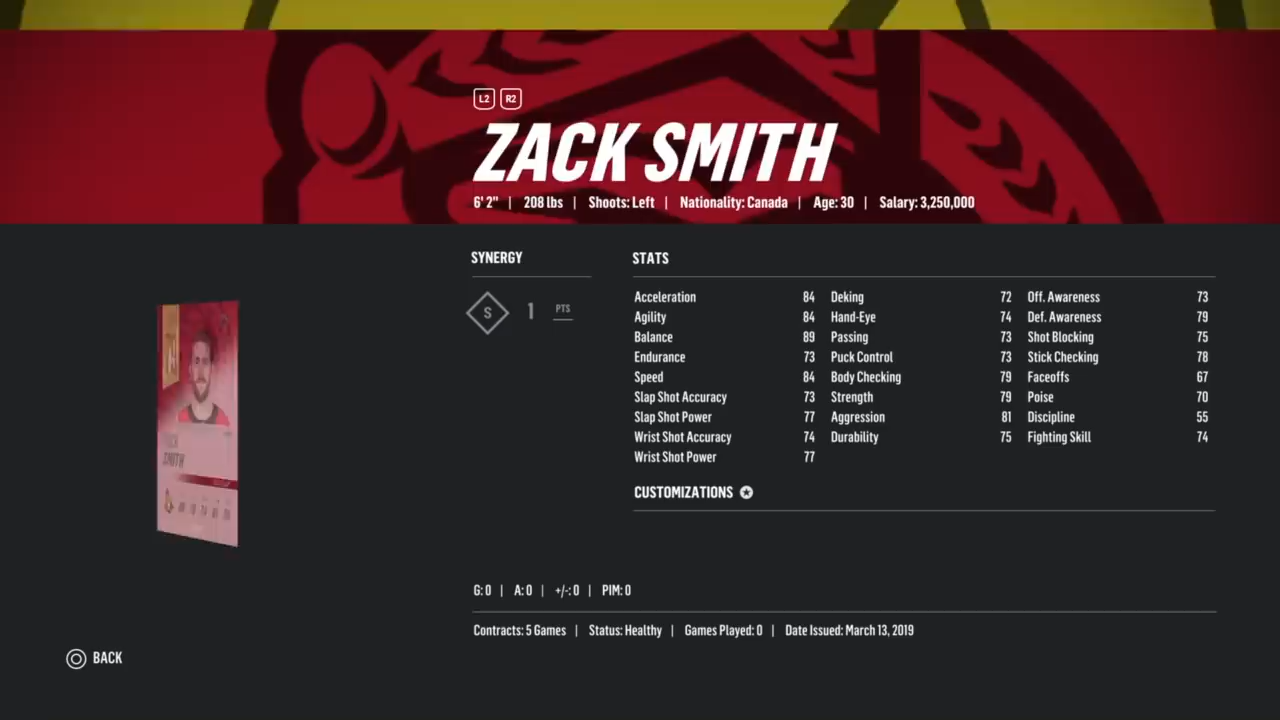 L2 R2
ZACK SMITH
6' 2" | 208 lbs | Shoots: Left | Nationality: Canada | Age: 30 | Salary: 3,250,000
SYNERGY
S 1 PTS
STATS
Acceleration 84 Deking 72 Off. Awareness 73
Agility 84 Hand-Eye 74 Def. Awareness 79
Balance 89 Passing 73 Shot Blocking 75
Endurance 73 Puck Control 73 Stick Checking 78
Speed 84 Body Checking 79 Faceoffs 67
Slap Shot Accuracy 73 Strength 79 Poise 70
Slap Shot Power 77 Aggression 81 Discipline 55
Wrist Shot Accuracy 74 Durability 75 Fighting Skill 74
Wrist Shot Power 77
CUSTOMIZATIONS
ZACK
SMITH
G: 0 | A: 0 | +/-: 0 | PIM: 0
Contracts: 5 Games | Status: Healthy | Games Played: 0 | Date Issued: March 13, 2019
BACK